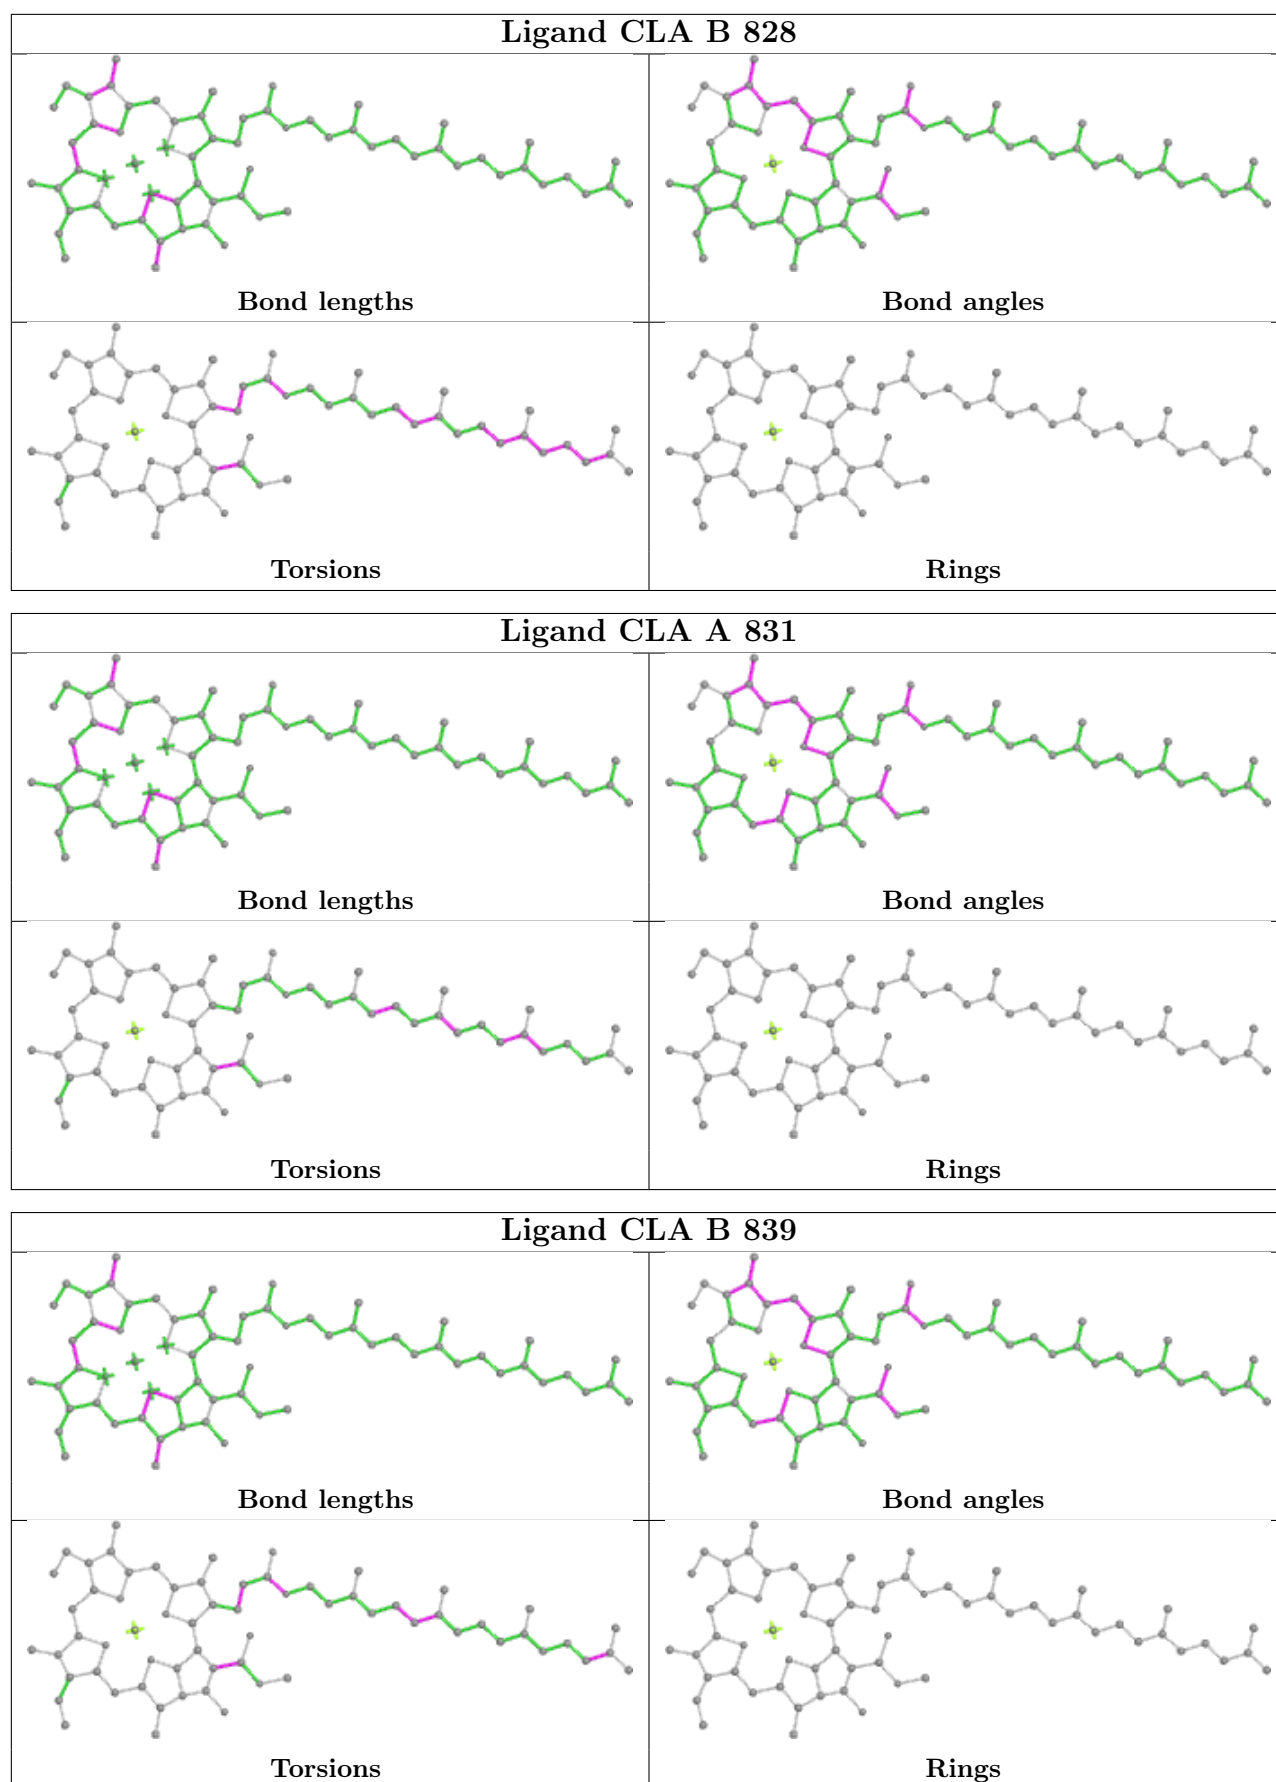 Ligand CLA B 828
Bond lengths
Bond angles
Torsions
Rings
Ligand CLA A 831
Bond lengths
Bond angles
Torsions
Rings
Ligand CLA B 839
Bond lengths
Bond angles
Torsions
Rings